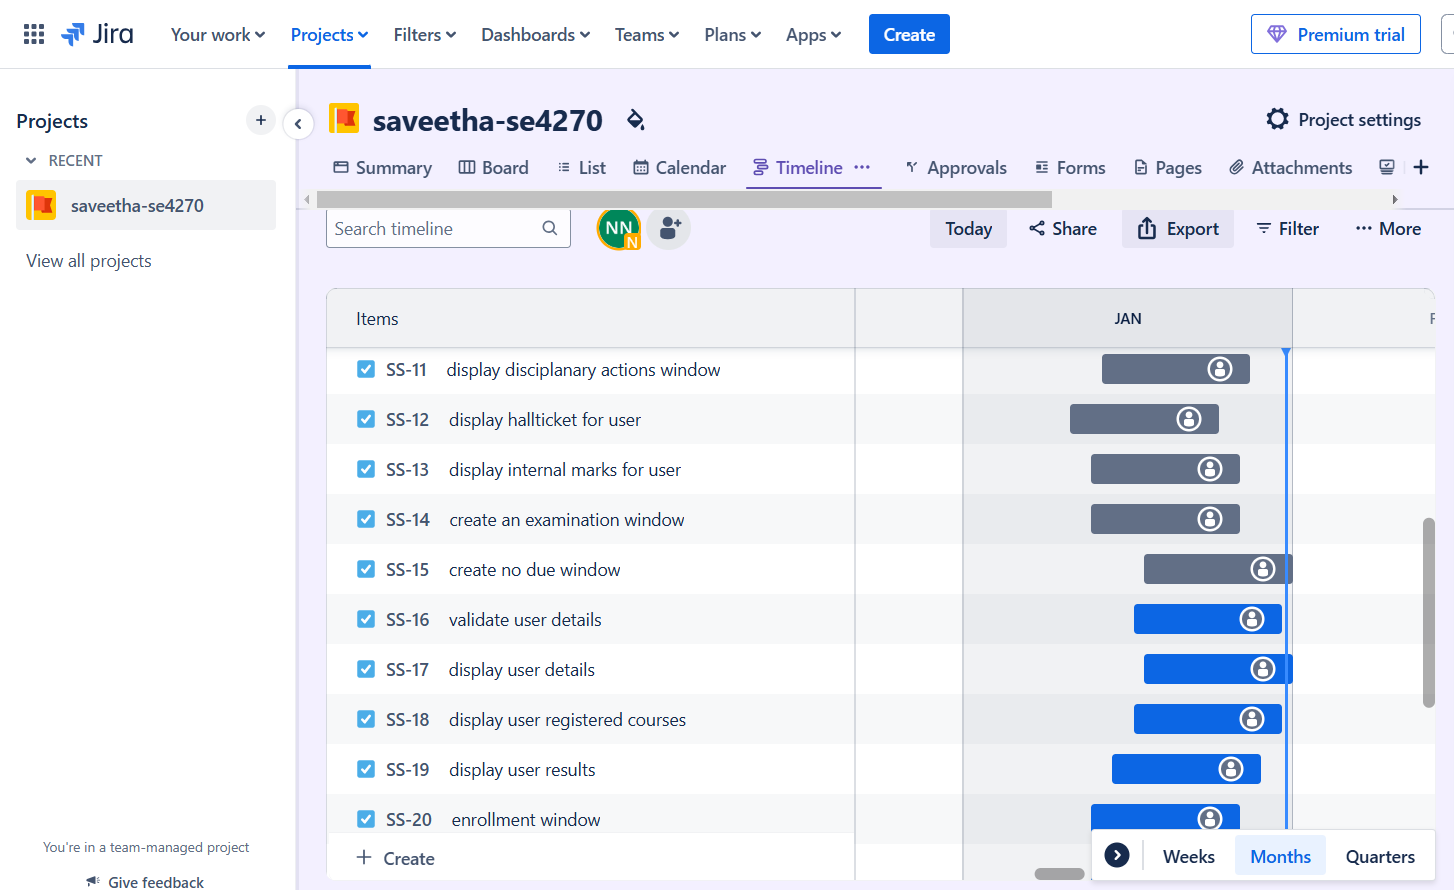 Jira Your work Projects Filters Dashboards Teams Plans Apps Create Premium trial
Projects
RECENT
saveetha-se4270
View all projects
You're in a team-managed project
Give feedback
saveetha-se4270
Project settings
Summary Board List Calendar Timeline Approvals Forms Pages Attachments
Search timeline NN N Today Share Export Filter More
Items JAN
SS-11 display disciplanary actions window
SS-12 display hallticket for user
SS-13 display internal marks for user
SS-14 create an examination window
SS-15 create no due window
SS-16 validate user details
SS-17 display user details
SS-18 display user registered courses
SS-19 display user results
SS-20 enrollment window
Create
Weeks Months Quarters